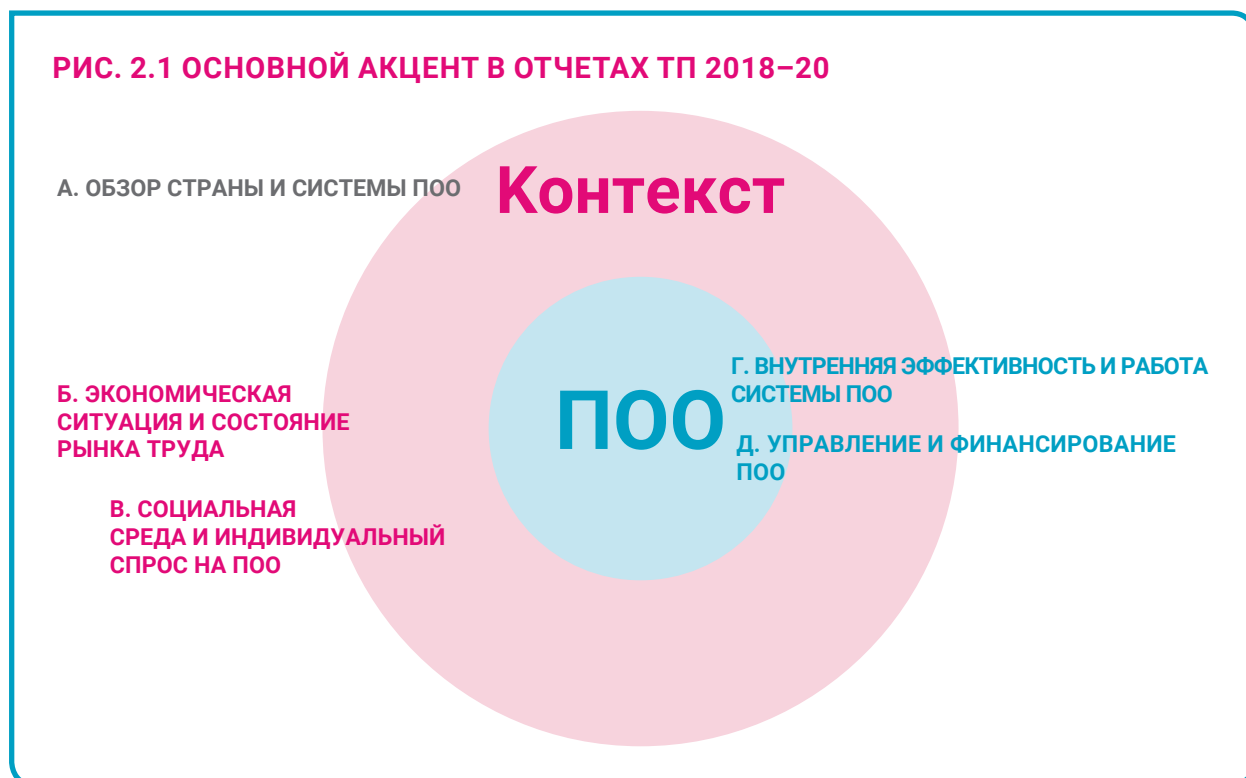 РИС. 2.1 ОСНОВНОЙ АКЦЕНТ В ОТЧЕТАХ ТП 2018–20
А. ОБЗОР СТРАНЫ И СИСТЕМЫ ПОО
Контекст
Б. ЭКОНОМИЧЕСКАЯ
СИТУАЦИЯ И СОСТОЯНИЕ
РЫНКА ТРУДА
В. СОЦИАЛЬНАЯ
СРЕДА И ИНДИВИДУАЛЬНЫЙ
СПРОС НА ПОО
ПОО
Г. ВНУТРЕННЯЯ ЭФФЕКТИВНОСТЬ И РАБОТА
СИСТЕМЫ ПОО
Д. УПРАВЛЕНИЕ И ФИНАНСИРОВАНИЕ
ПОО